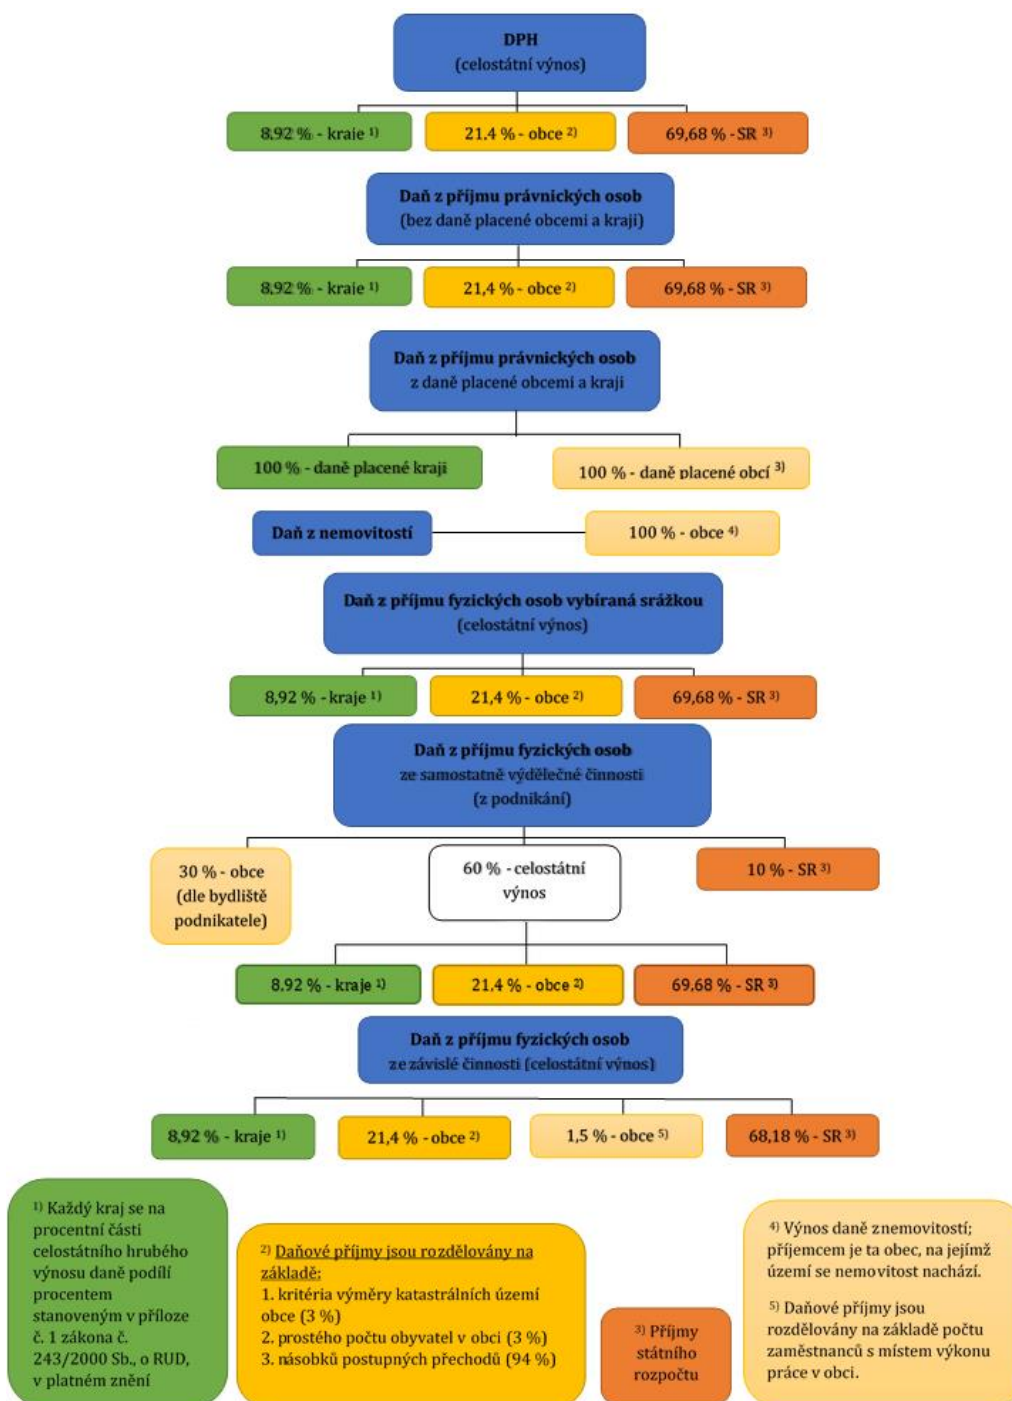 DPH
(celostátní výnos)
8,92 % - kraje ¹⁾
21,4 % - obce ²⁾
69,68 % - SR ³⁾
Daň z příjmu právnických osob
(bez daně placené obcemi a kraji)
8,92 % - kraje ¹⁾
21,4 % - obce ²⁾
69,68 % - SR ³⁾
Daň z příjmu právnických osob
z daně placené obcemi a kraji
100 % - daně placené kraji
100 % - daně placené obcí ³⁾
Daň z nemovitostí
100 % - obce ⁴⁾
Daň z příjmu fyzických osob vybíraná srážkou
(celostátní výnos)
8,92 % - kraje ¹⁾
21,4 % - obce ²⁾
69,68 % - SR ³⁾
Daň z příjmu fyzických osob
ze samostatně výdělečné činnosti
(z podnikání)
30 % - obce
(dle bydliště
podnikatele)
60 % - celostátní
výnos
10 % - SR ³⁾
8,92 % - kraje ¹⁾
21,4 % - obce ²⁾
69,68 % - SR ³⁾
Daň z příjmu fyzických osob
ze závislé činnosti (celostátní výnos)
8,92 % - kraje ¹⁾
21,4 % - obce ²⁾
1,5 % - obce ⁵⁾
68,18 % - SR ³⁾
¹⁾ Každý kraj se na
procentní části
celostátního hrubého
výnosu daně podílí
procentem
stanoveným v příloze
č. 1 zákona č.
243/2000 Sb., o RUD,
v platném znění
²⁾ Daňové příjmy jsou rozdělovány na
základě:
1. kritéria výměry katastrálních území
obce (3 %)
2. prostého počtu obyvatel v obci (3 %)
3. násobků postupných přechodů (94 %)
³⁾ Příjmy
státního
rozpočtu
⁴⁾ Výnos daně znemovitostí;
příjemcem je ta obec, na jejímž
území se nemovitost nachází.
⁵⁾ Daňové příjmy jsou
rozdělovány na základě počtu
zaměstnanců s místem výkonu
práce v obci.